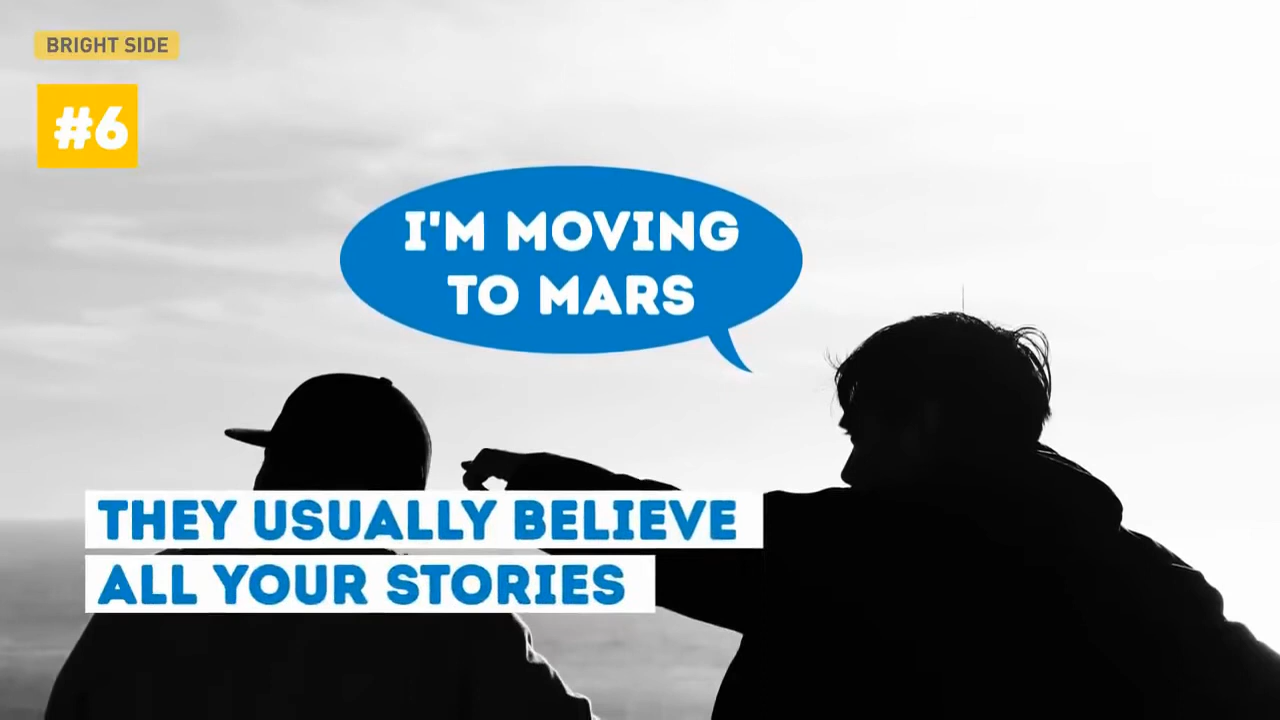 BRIGHT SIDE
#6
I'M MOVING
TO MARS
THEY USUALLY BELIEVE
ALL YOUR STORIES